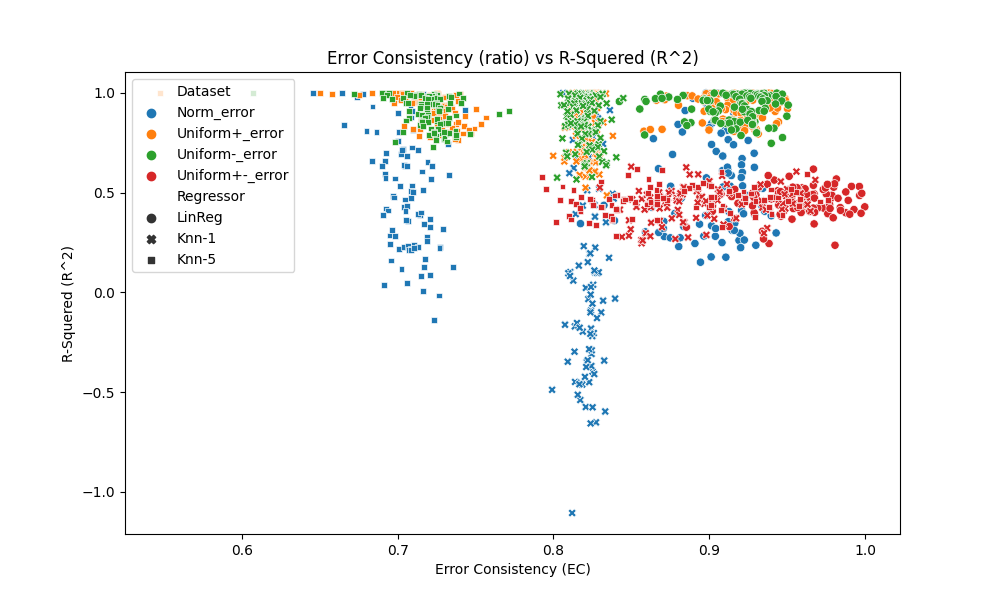 Error Consistency (ratio) vs R-Squered (R^2)
Dataset
Norm_error
Uniform+_error
Uniform-_error
Uniform+-_error
Regressor
LinReg
Knn-1
Knn-5
R-Squered (R^2)
1.0
0.5
0.0
−0.5
−1.0
0.6 0.7 0.8 0.9 1.0
Error Consistency (EC)